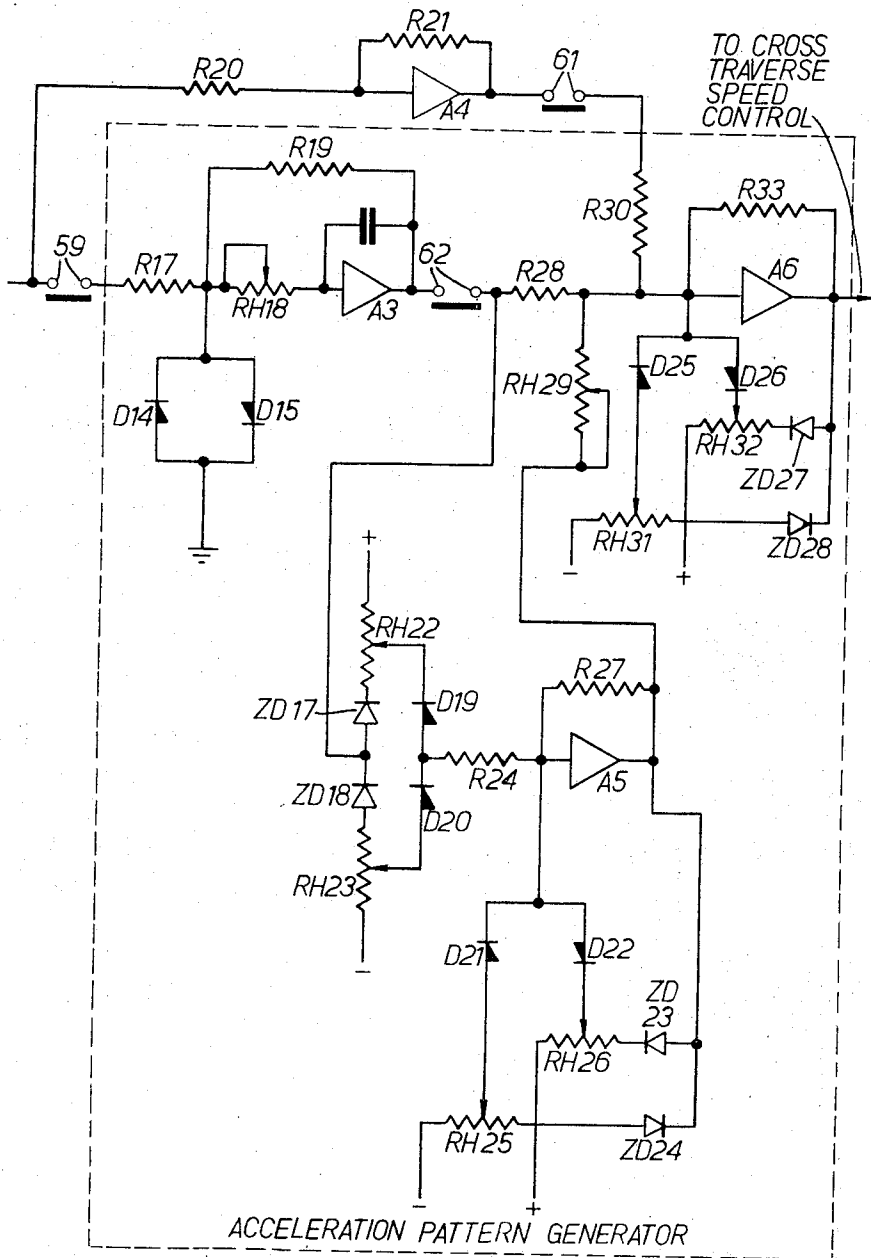 R21
R20
61
TO CROSS
TRAVERSE
SPEED
CONTROL
A4
R19
R33
R30
59
R17
62
R28
A6
RH18
A3
RH29
D25
D26
D14
D15
RH32
ZD27
RH31
ZD28
-
+
+
RH22
R27
ZD17
D19
R24
A5
ZD18
D20
RH23
-
D21
D22
ZD
23
RH26
RH25
ZD24
-
+
ACCELERATION PATTERN GENERATOR